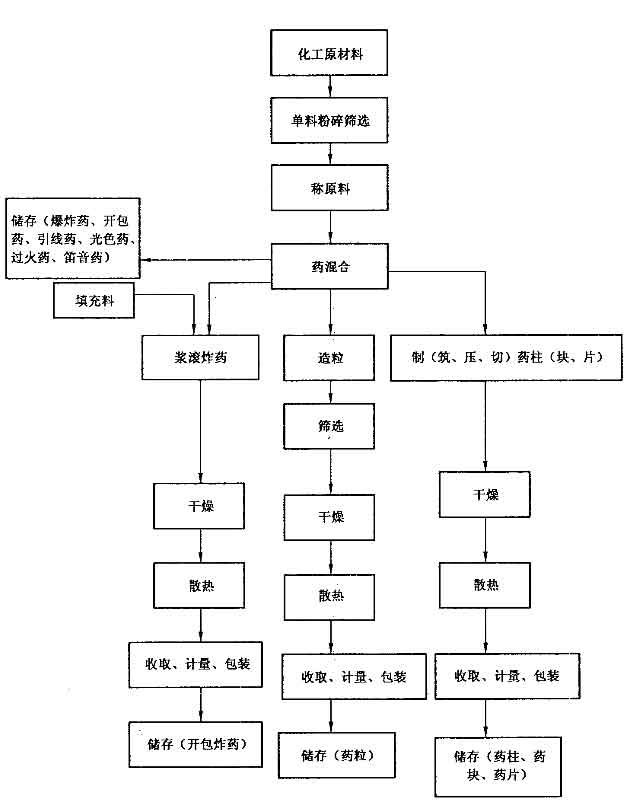 化工原材料
单料粉碎筛选
称原料
储存（爆炸药、开包
药、引线药、光色药、
过火药、笛音药）
药混合
填充料
浆滚炸药
造粒
制（筑、压、切）药柱（块、片）
筛选
干燥
干燥
干燥
散热
散热
散热
收取、计量、包装
收取、计量、包装
收取、计量、包装
储存（开包炸药）
储存（药粒）
储存（药柱、药
块、药片）